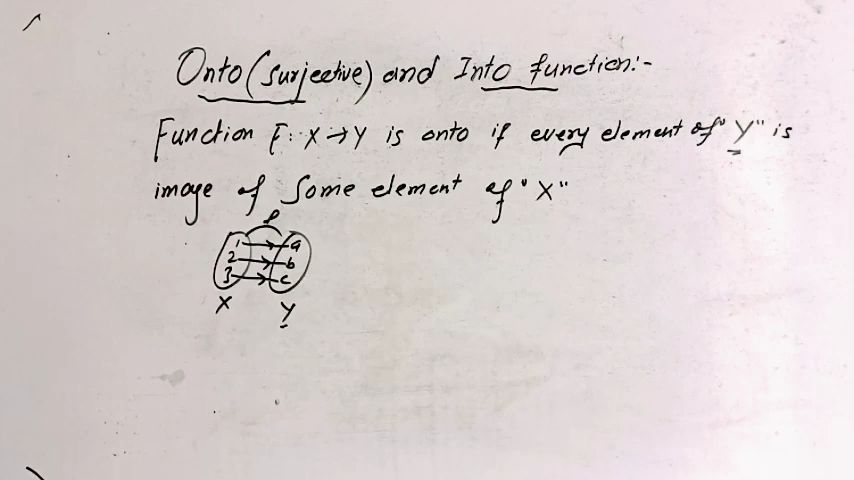 Onto (surjective) and Into function:-
Function F: X → Y is onto if every element of "Y" is
image of Some element of "X"
f
1 a
2 b
3 c
X Y